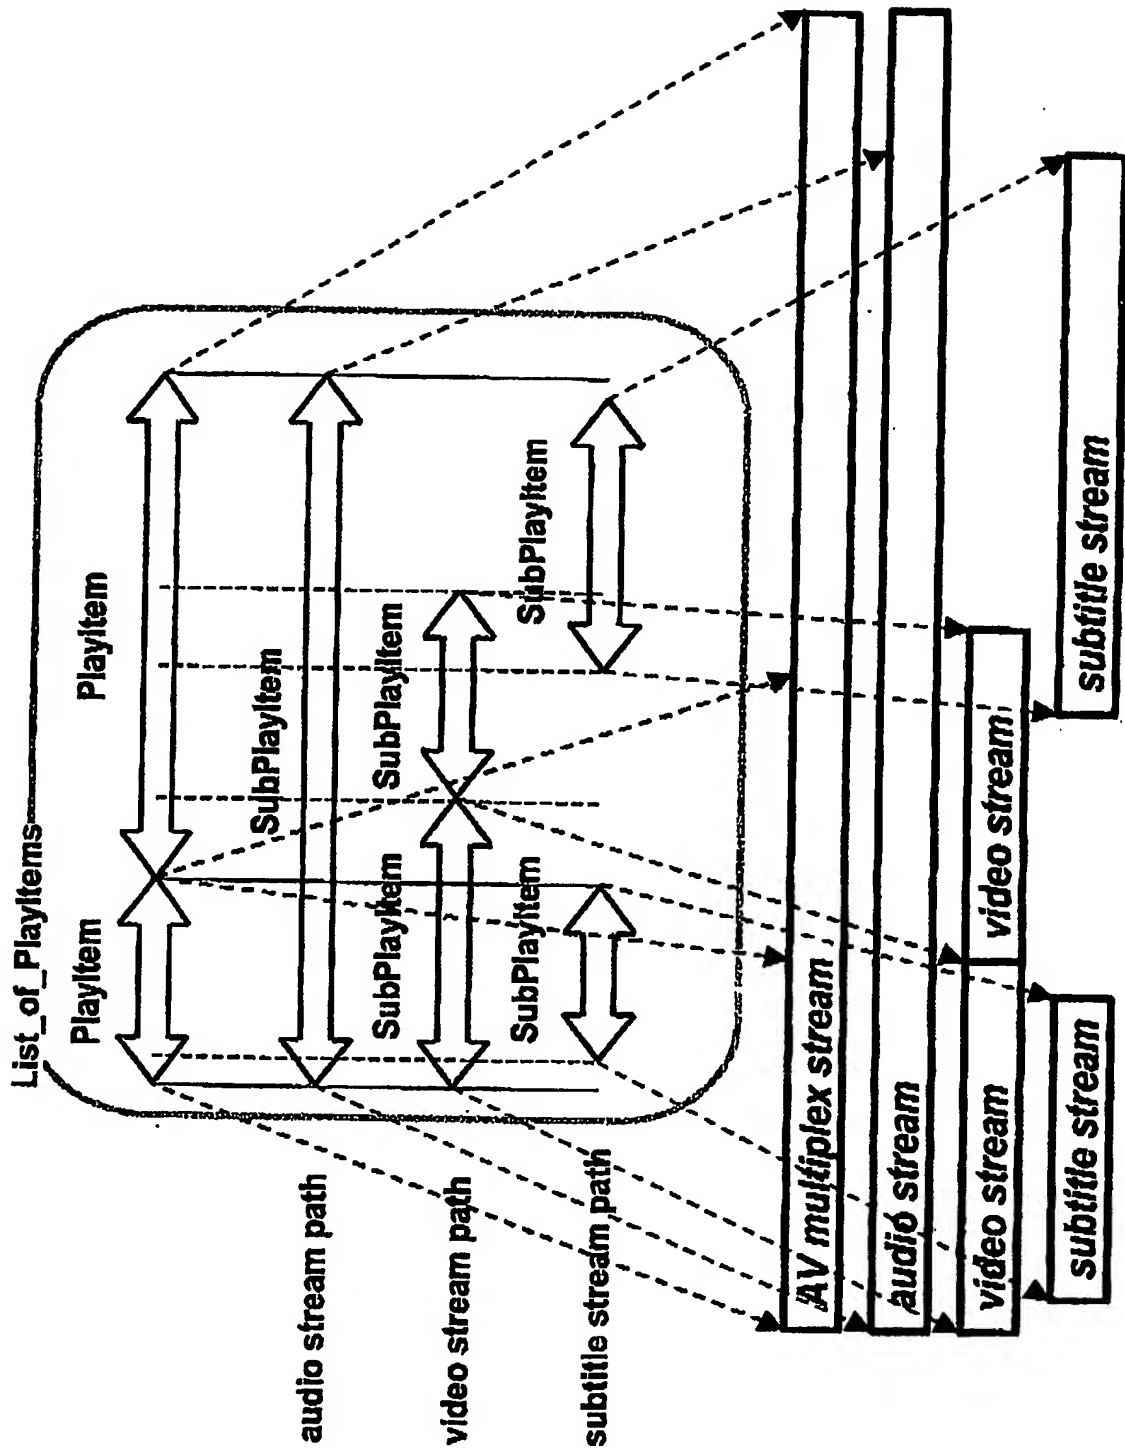 List_of_PlayItems
PlayItem
PlayItem
audio stream path
SubPlayItem
video stream path
SubPlayItem
SubPlayItem
subtitle stream path
SubPlayItem
SubPlayItem
AV multiplex stream
audio stream
video stream
video stream
subtitle stream
subtitle stream